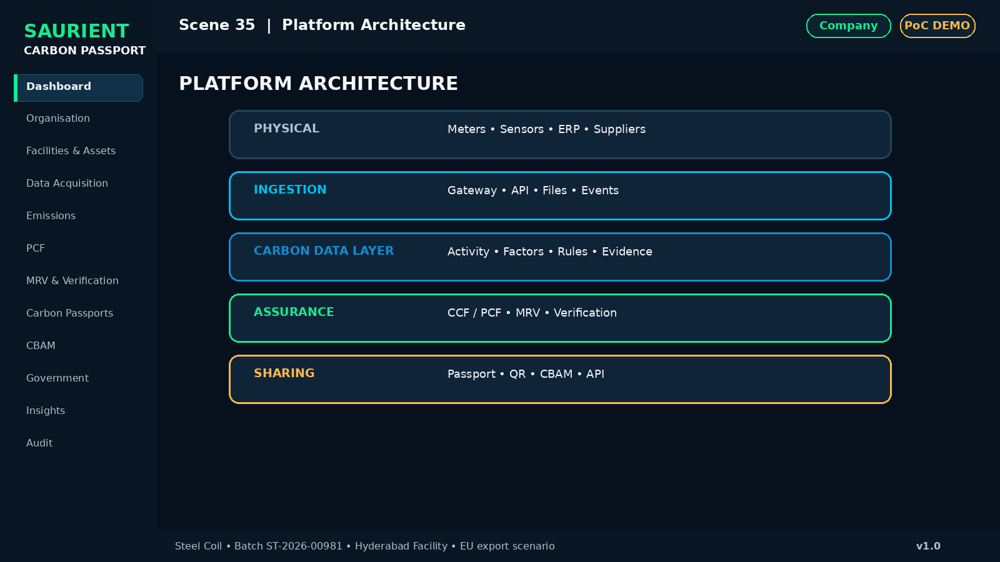 SAURIENT
CARBON PASSPORT
Dashboard
Organisation
Facilities & Assets
Data Acquisition
Emissions
PCF
MRV & Verification
Carbon Passports
CBAM
Government
Insights
Audit
Scene 35 | Platform Architecture
Company
PoC DEMO
PLATFORM ARCHITECTURE
PHYSICAL Meters • Sensors • ERP • Suppliers
INGESTION Gateway • API • Files • Events
CARBON DATA LAYER Activity • Factors • Rules • Evidence
ASSURANCE CCF / PCF • MRV • Verification
SHARING Passport • QR • CBAM • API
Steel Coil • Batch ST-2026-00981 • Hyderabad Facility • EU export scenario
v1.0